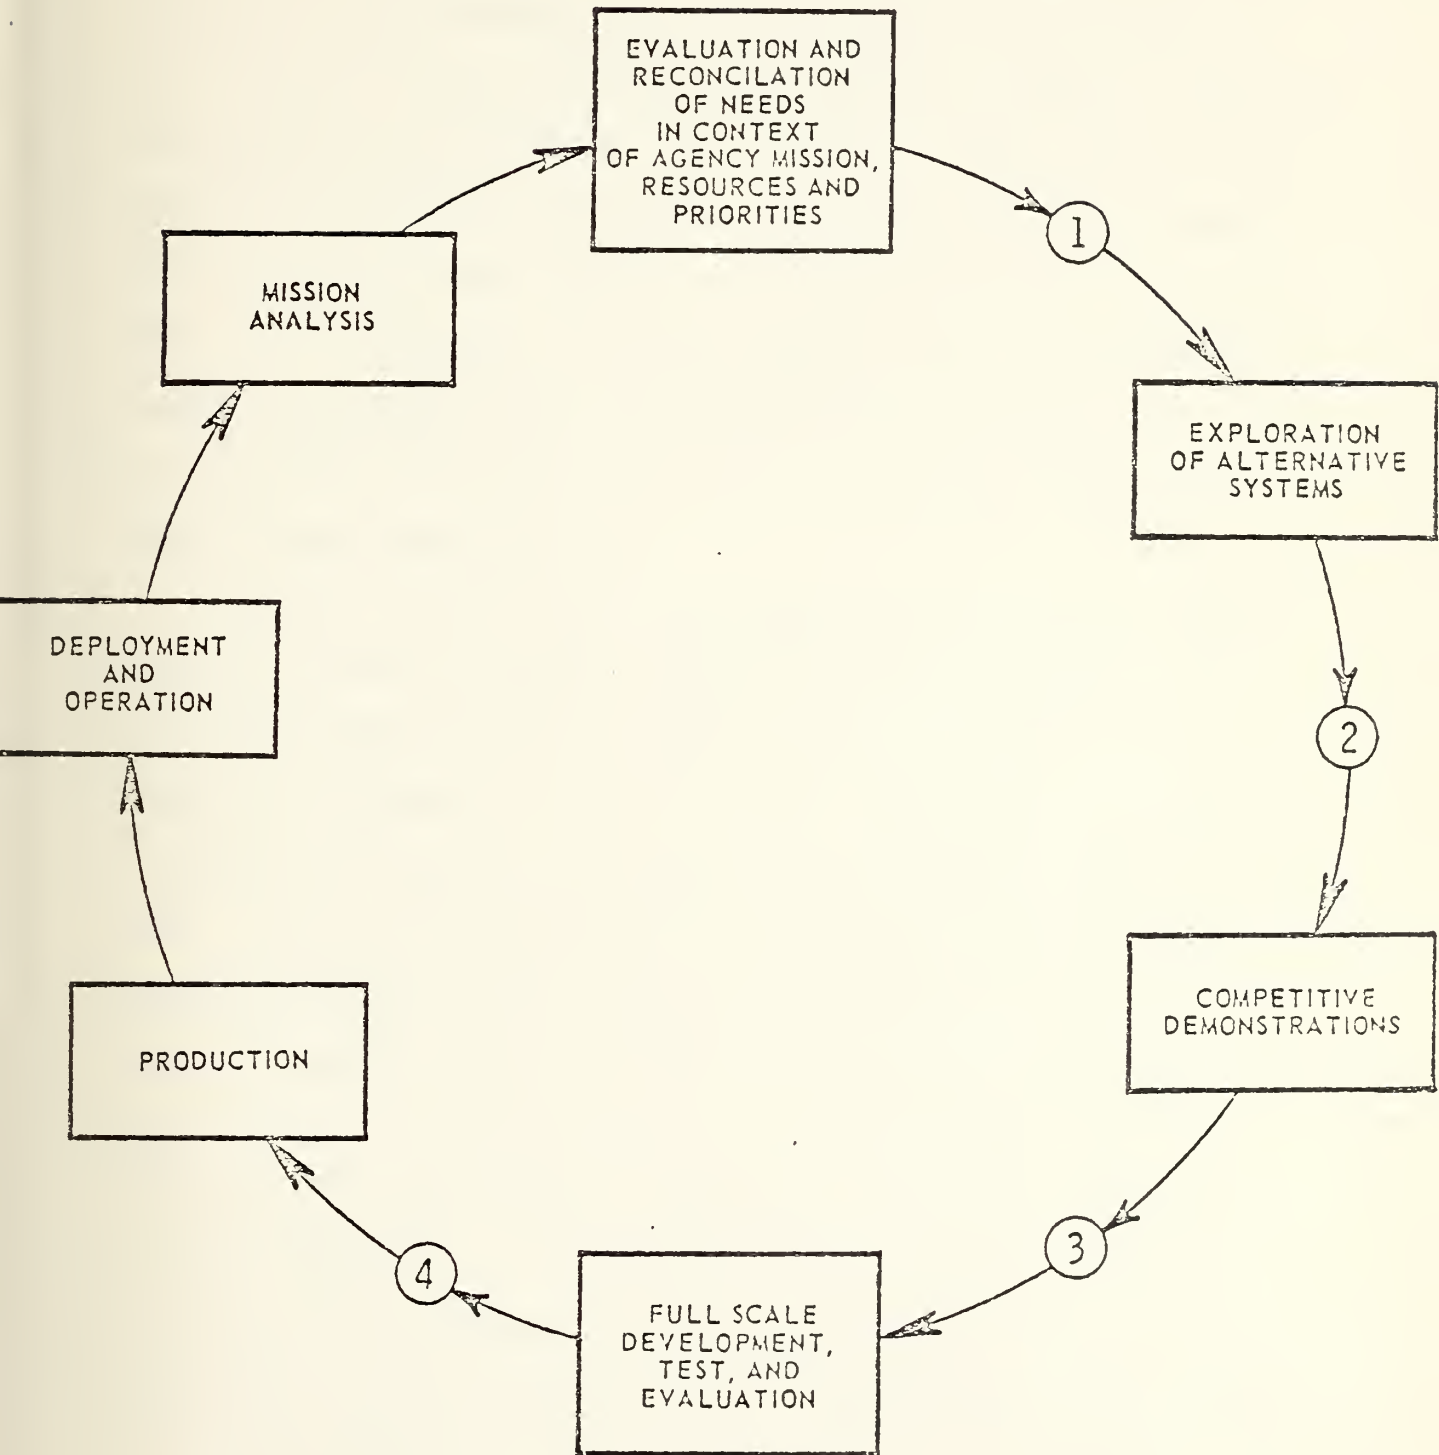 EVALUATION AND
RECONCILATION
OF NEEDS
IN CONTEXT
OF AGENCY MISSION,
RESOURCES AND
PRIORITIES
1
MISSION
ANALYSIS
EXPLORATION
OF ALTERNATIVE
SYSTEMS
2
DEPLOYMENT
AND
OPERATION
COMPETITIVE
DEMONSTRATIONS
PRODUCTION
3
4
FULL SCALE
DEVELOPMENT,
TEST, AND
EVALUATION